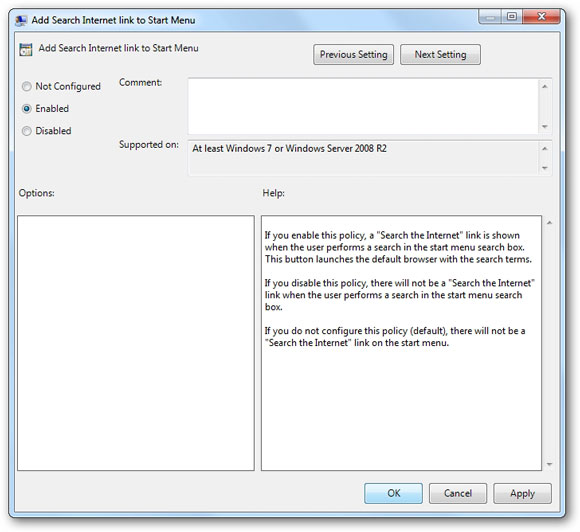 Add Search Internet link to Start Menu
Add Search Internet link to Start Menu
Previous Setting
Next Setting
Not Configured
Comment:
Enabled
Disabled
Supported on:
At least Windows 7 or Windows Server 2008 R2
Options:
Help:
If you enable this policy, a "Search the Internet" link is shown
when the user performs a search in the start menu search box.
This button launches the default browser with the search terms.
If you disable this policy, there will not be a "Search the Internet"
link when the user performs a search in the start menu search
box.
If you do not configure this policy (default), there will not be a
"Search the Internet" link on the start menu.
OK
Cancel
Apply